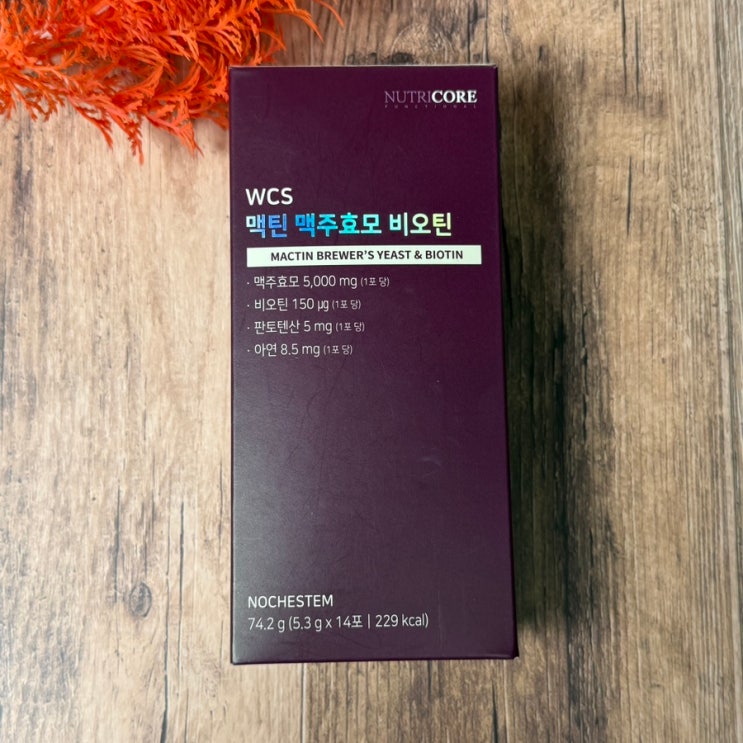 NUTRICORE
FUNCTIONAL
WCS
맥틴 맥주효모 비오틴
MACTIN BREWER'S YEAST & BIOTIN
· 맥주효모 5,000 mg (1포 당)
· 비오틴 150 μg (1포 당)
· 판토텐산 5 mg (1포 당)
· 아연 8.5 mg (1포 당)
NOCHESTEM
74.2 g (5.3 g x 14포 | 229 kcal)